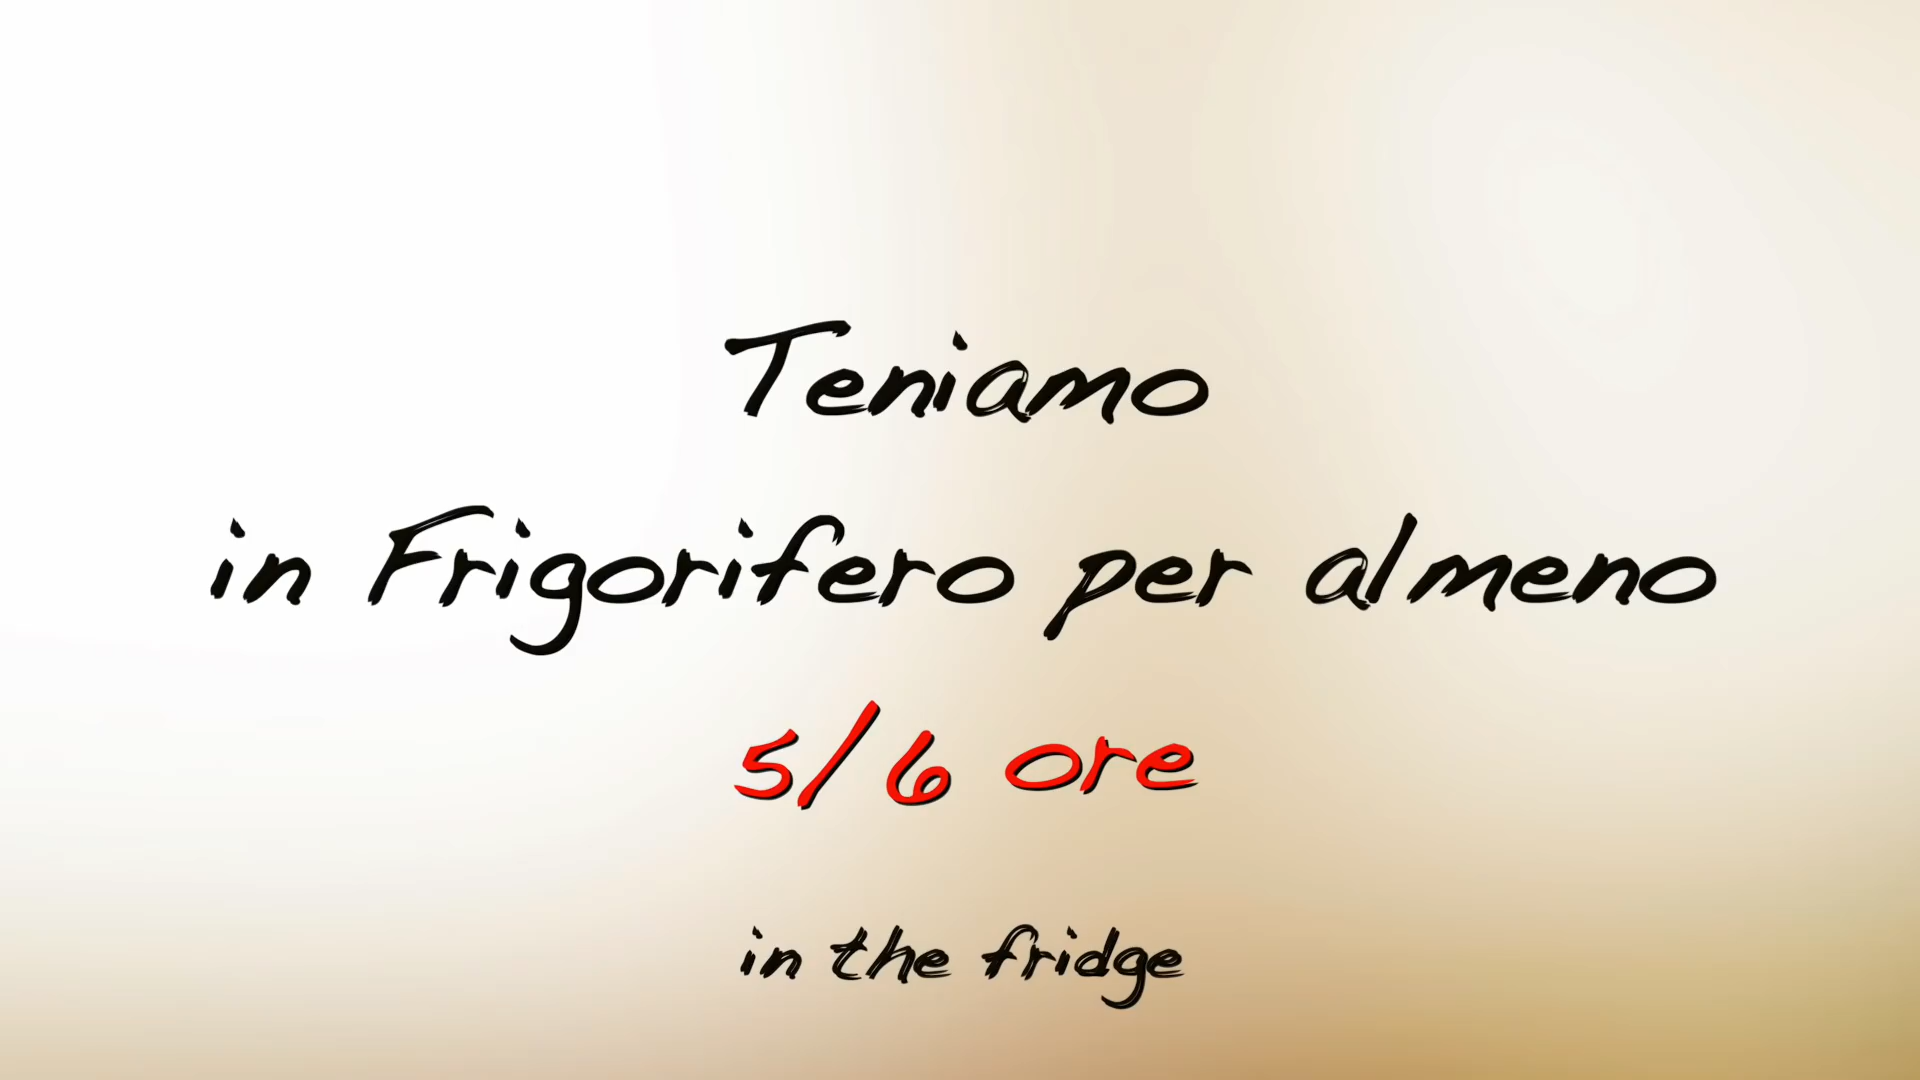 Teniamo
in Frigorifero per almeno
5/6 ore
in the fridge